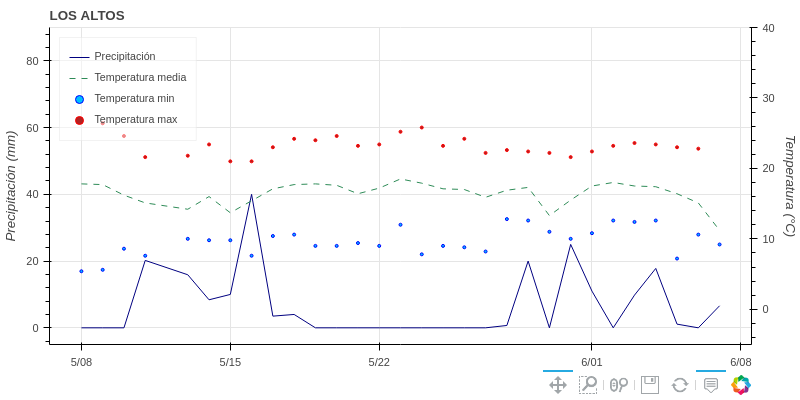 LOS ALTOS
Precipitación
Temperatura media
Temperatura min
Temperatura max
Precipitación (mm)
80
60
40
20
0
Temperatura (°C)
40
30
20
10
0
5/08
5/15
5/22
6/01
6/08